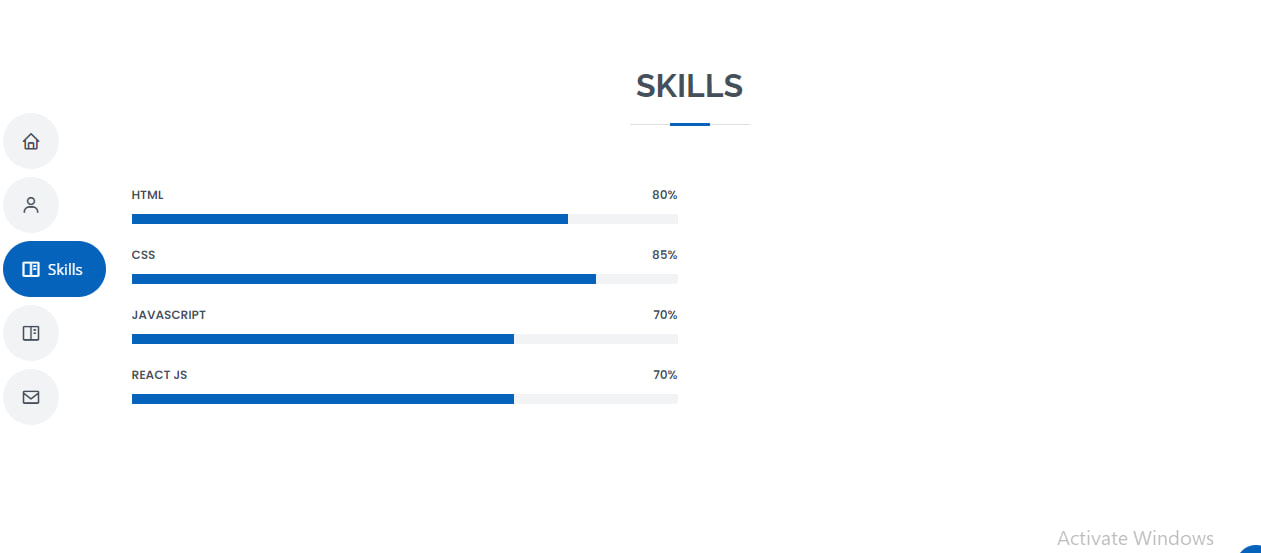 SKILLS
HTML 80%
CSS 85%
Skills
JAVASCRIPT 70%
REACT JS 70%
Activate Windows